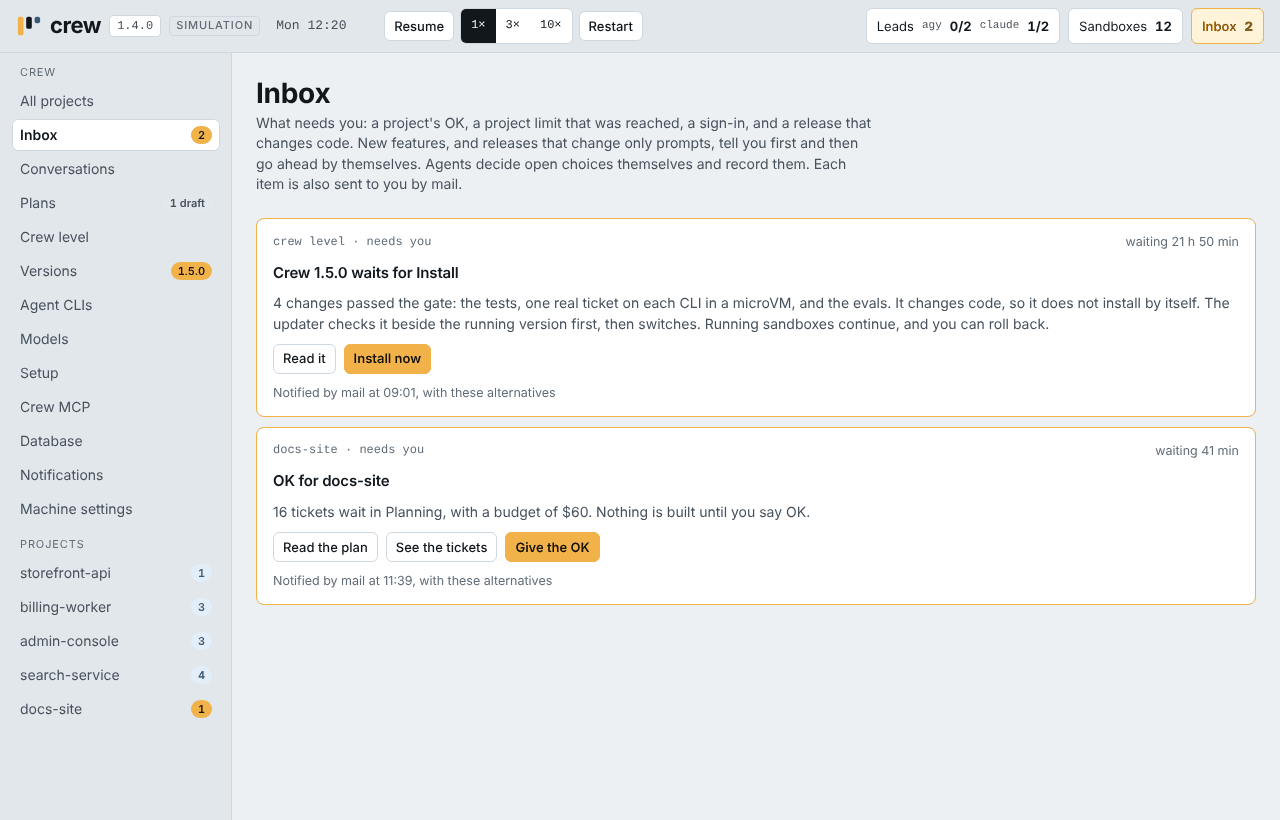 crew 1.4.0 SIMULATION Mon 12:20 Resume 1× 3× 10× Restart Leads agy 0/2 claude 1/2 Sandboxes 12 Inbox 2
CREW
All projects
Inbox 2
Conversations
Plans 1 draft
Crew level
Versions 1.5.0
Agent CLIs
Models
Setup
Crew MCP
Database
Notifications
Machine settings
PROJECTS
storefront-api 1
billing-worker 3
admin-console 3
search-service 4
docs-site 1
Inbox
What needs you: a project's OK, a project limit that was reached, a sign-in, and a release that
changes code. New features, and releases that change only prompts, tell you first and then
go ahead by themselves. Agents decide open choices themselves and record them. Each
item is also sent to you by mail.
crew level · needs you waiting 21 h 50 min
Crew 1.5.0 waits for Install
4 changes passed the gate: the tests, one real ticket on each CLI in a microVM, and the evals. It changes code, so it does not install by itself. The
updater checks it beside the running version first, then switches. Running sandboxes continue, and you can roll back.
Read it Install now
Notified by mail at 09:01, with these alternatives
docs-site · needs you waiting 41 min
OK for docs-site
16 tickets wait in Planning, with a budget of $60. Nothing is built until you say OK.
Read the plan See the tickets Give the OK
Notified by mail at 11:39, with these alternatives